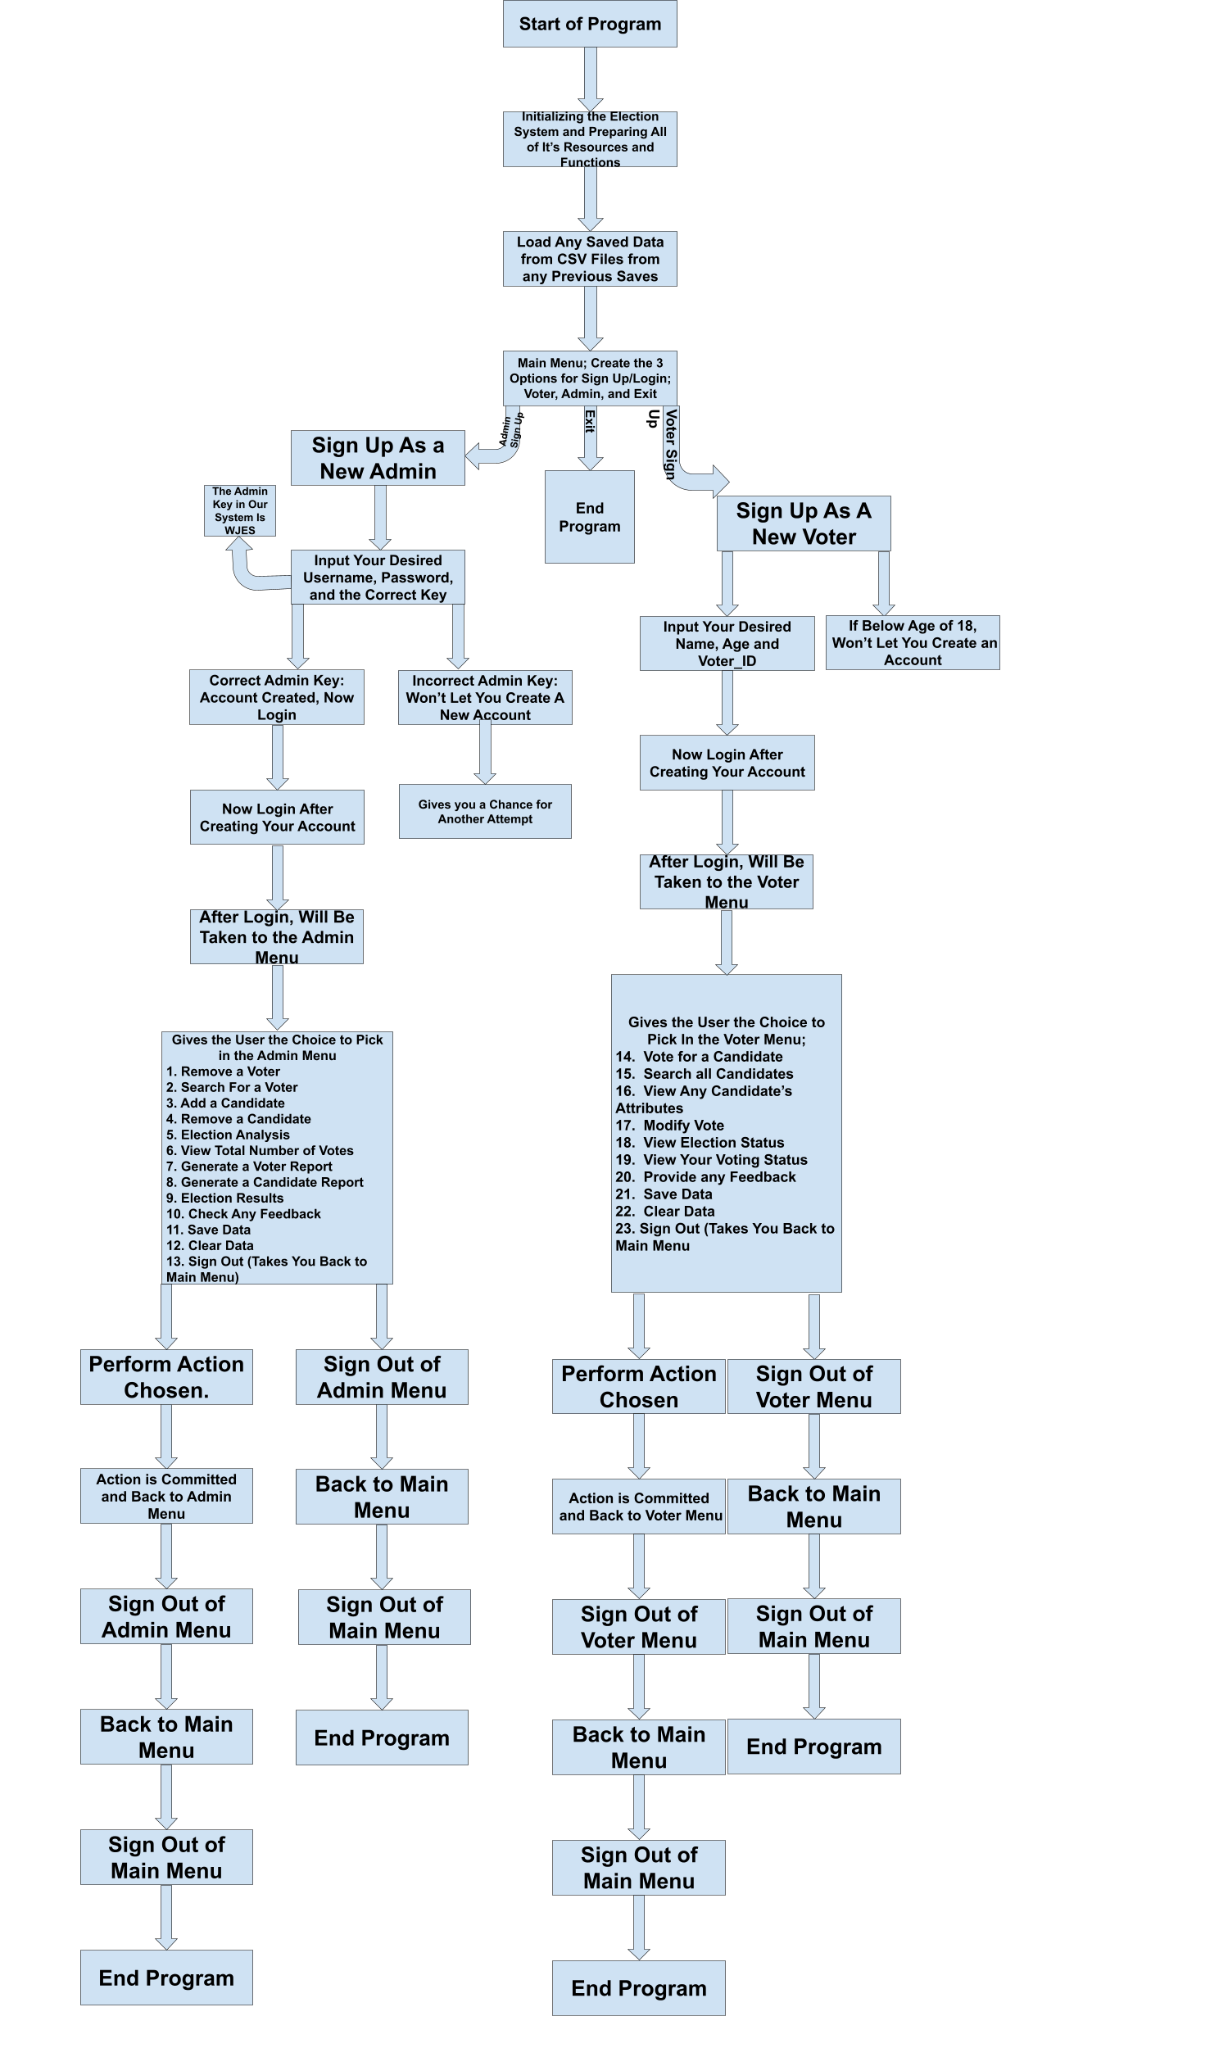 Start of Program
Initializing the Election
System and Preparing All
of It's Resources and
Functions
Load Any Saved Data
from CSV Files from
any Previous Saves
Main Menu; Create the 3
Options for Sign Up/Login;
Voter, Admin, and Exit
Admin
Sign Up
Exit
Voter Sign
Up
Sign Up As a
New Admin
The Admin
Key in Our
System Is
WJES
End
Program
Sign Up As A
New Voter
Input Your Desired
Username, Password,
and the Correct Key
Input Your Desired
Name, Age and
Voter_ID
If Below Age of 18,
Won't Let You Create an
Account
Correct Admin Key:
Account Created, Now
Login
Incorrect Admin Key:
Won't Let You Create A
New Account
Now Login After
Creating Your Account
Gives you a Chance for
Another Attempt
Now Login After
Creating Your Account
After Login, Will Be
Taken to the Admin
Menu
After Login, Will Be
Taken to the Voter
Menu
Gives the User the Choice to Pick
in the Admin Menu
1. Remove a Voter
2. Search For a Voter
3. Add a Candidate
4. Remove a Candidate
5. Election Analysis
6. View Total Number of Votes
7. Generate a Voter Report
8. Generate a Candidate Report
9. Election Results
10. Check Any Feedback
11. Save Data
12. Clear Data
13. Sign Out (Takes You Back to
Main Menu)
Gives the User the Choice to
Pick In the Voter Menu;
14. Vote for a Candidate
15. Search all Candidates
16. View Any Candidate's
Attributes
17. Modify Vote
18. View Election Status
19. View Your Voting Status
20. Provide any Feedback
21. Save Data
22. Clear Data
23. Sign Out (Takes You Back to
Main Menu
Perform Action
Chosen.
Sign Out of
Admin Menu
Perform Action
Chosen
Sign Out of
Voter Menu
Action is Committed
and Back to Admin
Menu
Back to Main
Menu
Action is Committed
and Back to Voter Menu
Back to Main
Menu
Sign Out of
Admin Menu
Sign Out of
Main Menu
Sign Out of
Voter Menu
Sign Out of
Main Menu
Back to Main
Menu
End Program
Back to Main
Menu
End Program
Sign Out of
Main Menu
Sign Out of
Main Menu
End Program
End Program